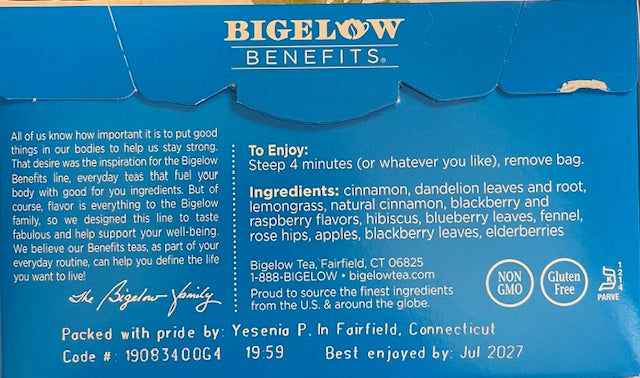 BIGELOW
BENEFITS®
All of us know how important it is to put good
things in our bodies to help us stay strong.
That desire was the inspiration for the Bigelow
Benefits line, everyday teas that fuel your
body with good for you ingredients. But of
course, flavor is everything to the Bigelow
family, so we designed this line to taste
fabulous and help support your well-being.
We believe our Benefits teas, as part of your
everyday routine, can help you define the life
you want to live!
The Bigelow family
To Enjoy:
Steep 4 minutes (or whatever you like), remove bag.
Ingredients: cinnamon, dandelion leaves and root,
lemongrass, natural cinnamon, blackberry and
raspberry flavors, hibiscus, blueberry leaves, fennel,
rose hips, apples, blackberry leaves, elderberries
Bigelow Tea, Fairfield, CT 06825
1-888-BIGELOW • bigelowtea.com
Proud to source the finest ingredients
from the U.S. & around the globe.
NON
GMO
Gluten
Free
K
1
2
1
4
PARVE
Packed with pride by: Yesenia P. In Fairfield, Connecticut
Code #: 19083400G4 19:59 Best enjoyed by: Jul 2027